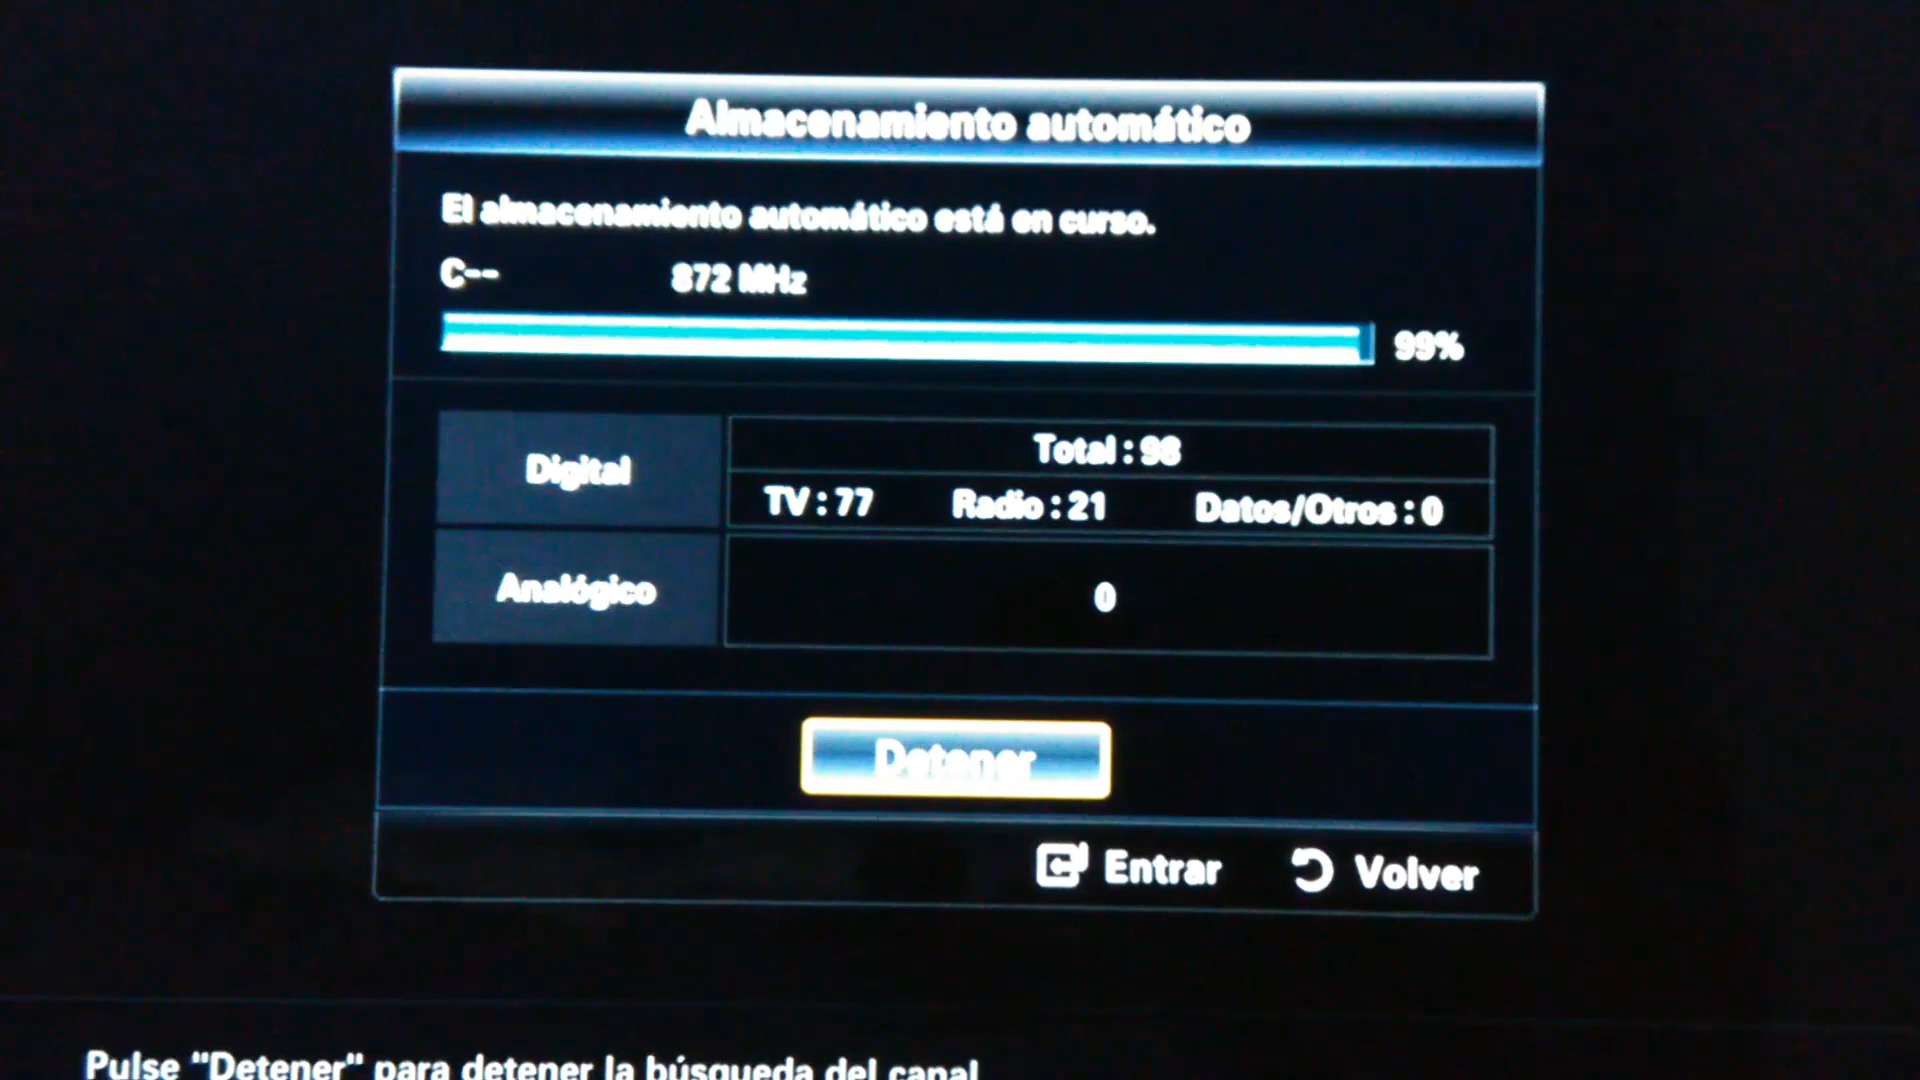 Almacenamiento automático
El almacenamiento automático está en curso.
C-- 872 MHz
99%
Digital
Total : 98
TV : 77 Radio : 21 Datos/Otros : 0
Analógico
0
Detener
Entrar Volver
Pulse "Detener" para detener la búsqueda del canal